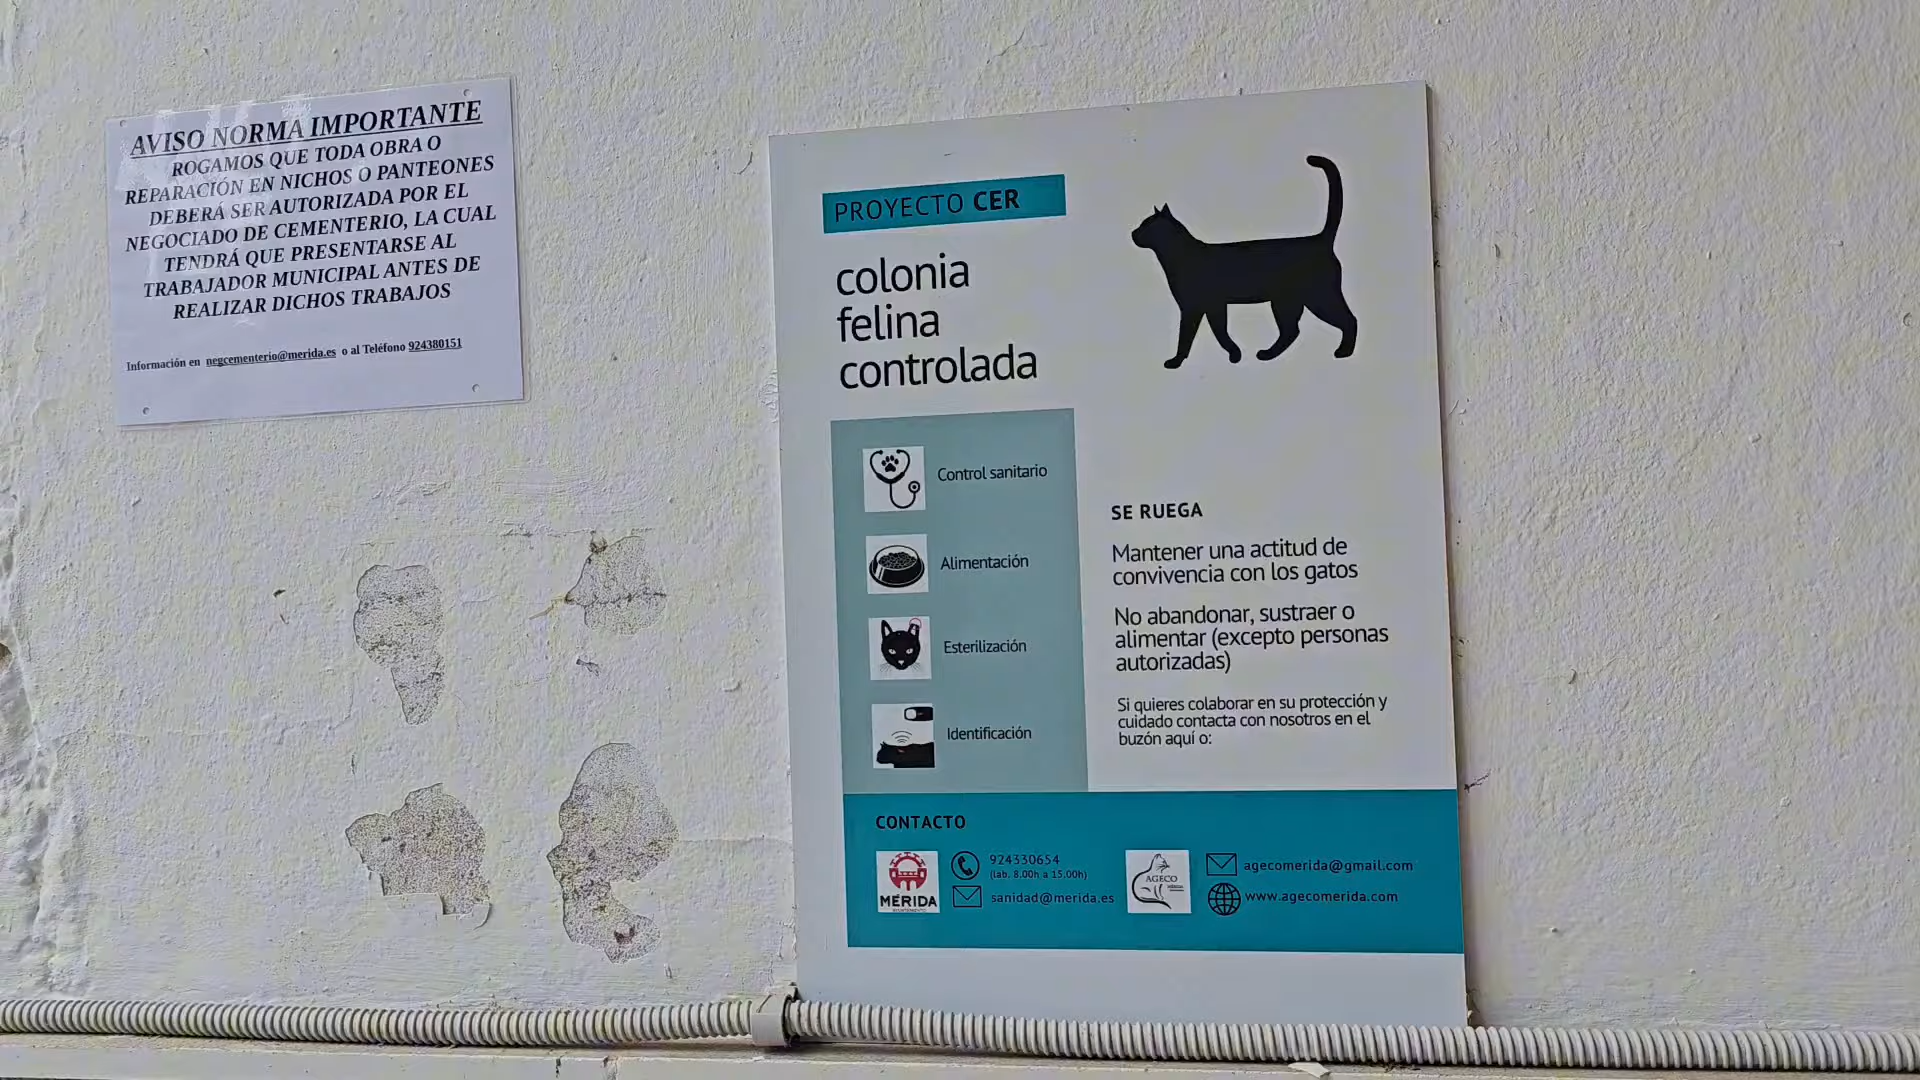 AVISO NORMA IMPORTANTE
ROGAMOS QUE TODA OBRA O
REPARACIÓN EN NICHOS O PANTEONES
DEBERÁ SER AUTORIZADA POR EL
NEGOCIADO DE CEMENTERIO, LA CUAL
TENDRÁ QUE PRESENTARSE AL
TRABAJADOR MUNICIPAL ANTES DE
REALIZAR DICHOS TRABAJOS
Información en negcementerio@merida.es o al Teléfono 924380151
PROYECTO CER
colonia
felina
controlada
Control sanitario
Alimentación
Esterilización
Identificación
SE RUEGA
Mantener una actitud de
convivencia con los gatos
No abandonar, sustraer o
alimentar (excepto personas
autorizadas)
Si quieres colaborar en su protección y
cuidado contacta con nosotros en el
buzón aquí o:
CONTACTO
MÉRIDA
AYUNTAMIENTO
924330654
(lab. 8.00h a 15.00h)
sanidad@merida.es
AGECO
agecomerida@gmail.com
www.agecomerida.com